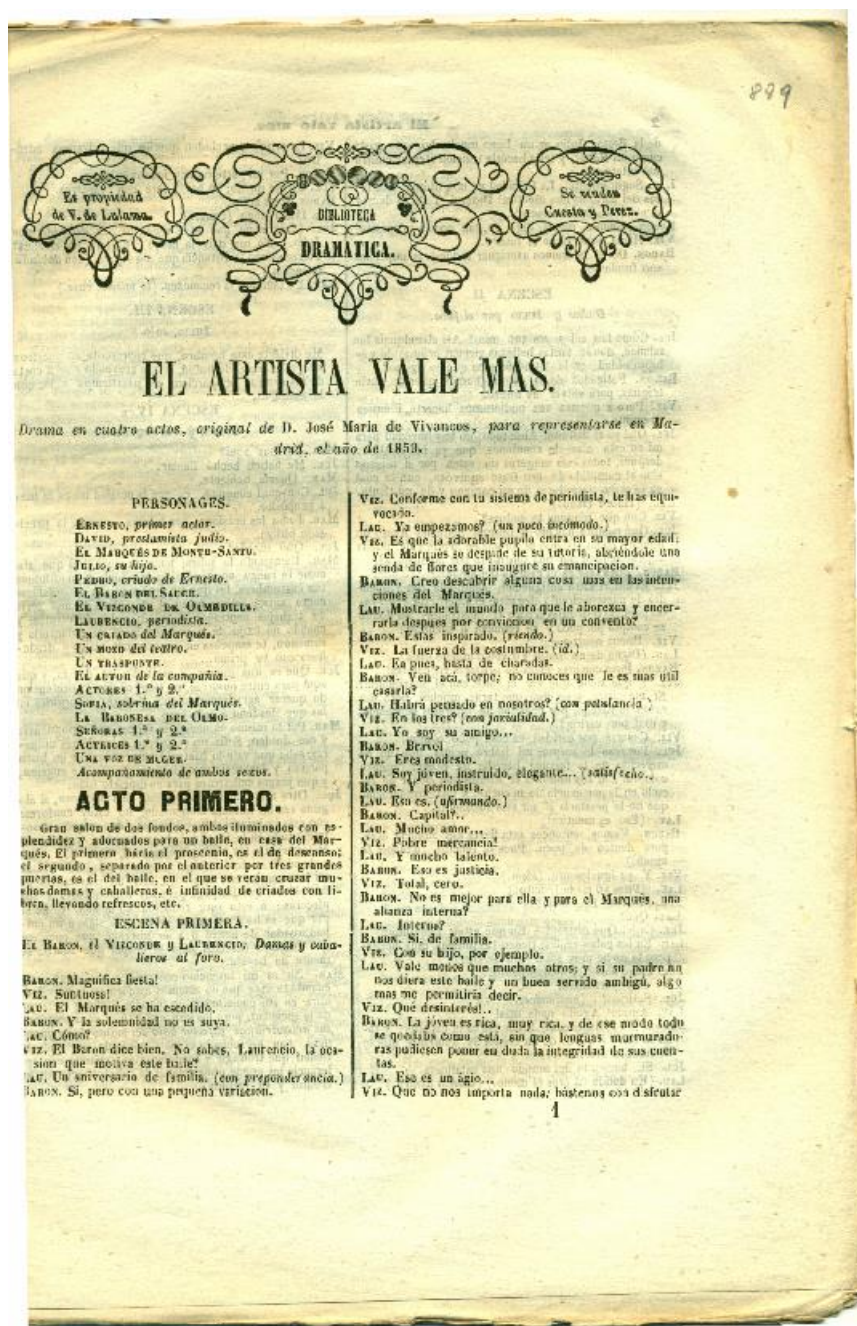 889
Es propiedad
de V. de Lalama.
BIBLIOTECA
DRAMATICA.
Se venden
Cuesta y Perez.
EL ARTISTA VALE MAS.
Drama en cuatro actos, original de D. José Maria de Vivancos, para representarse en Ma-
drid, el año de 1853.
PERSONAGES.
ERNESTO, primer actor.
DAVID, prestamista judío.
EL MARQUÉS DE MONTE-SANTO.
JULIO, su hijo.
PEDRO, criado de Ernesto.
EL BARON DEL SAUCE.
EL VIZCONDE DE OLMEDILLA.
LAURENCIO, periodista.
UN CRIADO del Marqués.
UN MOZO del teatro.
UN TRASPUNTE.
EL AUTOR de la compañia.
ACTORES 1.º y 2.º
SOFIA, sobrina del Marqués.
LA BARONESA DEL OLMO.
SEÑORAS 1.ª y 2.ª
ACTRICES 1.ª y 2.ª
UNA VOZ DE MUGER.
Acompañamiento de ambos sexos.
ACTO PRIMERO.
Gran salon de dos fondos, ambos iluminados con es-
plendidez y adornados para un baile, en casa del Mar-
qués. El primero hácia el proscenio, es el de descanso;
el segundo, separado por el anterior por tres grandes
puertas, es el del baile, en el que se verán cruzar mu-
chas damas y caballeros, é infinidad de criados con li-
brea, llevando refrescos, etc.
ESCENA PRIMERA.
EL BARON, el VIZCONDE y LAURENCIO, Damas y caba-
lleros al foro.
BARON. Magnífica fiesta!
VIZ. Suntuosa!
LAU. El Marqués se ha escedido.
BARON. Y la solemnidad no es suya.
LAU. Cómo?
VIZ. El Baron dice bien. No sabes, Laurencio, la oca-
sion que motiva este baile?
LAU. Un aniversario de familia. (con preponderancia.)
BARON. Si, pero con una pequeña variacion.
VIZ. Conforme con tu sistema de periodista, te has equi-
vocado.
LAU. Ya empezamos? (un poco incómodo.)
VIZ. Es que la adorable pupila entra en su mayor edad;
y el Marqués se despide de su tutoria, abriéndole una
senda de flores que inaugure su emancipacion.
BARON. Creo descubrir alguna cosa mas en las inten-
ciones del Marqués.
LAU. Mostrarle el mundo para que le aborezca y encer-
rarla despues por conviccion en un convento?
BARON. Estas inspirado. (riendo.)
VIZ. La fuerza de la costumbre. (id.)
LAU. Ea pues, basta de charadas.
BARON. Ven acá, torpe; no conoces que le es mas útil
casarla?
LAU. Habrá pensado en nosotros? (con petulancia)
VIZ. En los tres? (con jovialidad.)
LAU. Yo soy su amigo...
BARON. Bravo!
VIZ. Eres modesto.
LAU. Soy jóven, instruido, elegante... (satisfecho.)
BARON. Y periodista.
LAU. Eso es. (afirmando.)
BARON. Capital?..
LAU. Mucho amor...
VIZ. Pobre mercancia!
LAU. Y mucho talento.
BARON. Eso es justicia.
VIZ. Total, cero.
BARON. No es mejor para ella y para el Marqués, una
alianza interna?
LAU. Interna?
BARON. Si, de familia.
VIZ. Con su hijo, por ejemplo.
LAU. Vale menos que muchos otros; y si su padre no
nos diera este baile y un buen servido ambigú, algo
mas me permitiria decir.
VIZ. Qué desinterés!..
BARON. La jóven es rica, muy rica, y de ese modo todo
se quedaba como está, sin que lenguas murmurado-
ras pudiesen poner en duda la integridad de sus cuen-
tas.
LAU. Eso es un ágio...
VIZ. Que no nos importa nada; bástenos con disfrutar
1